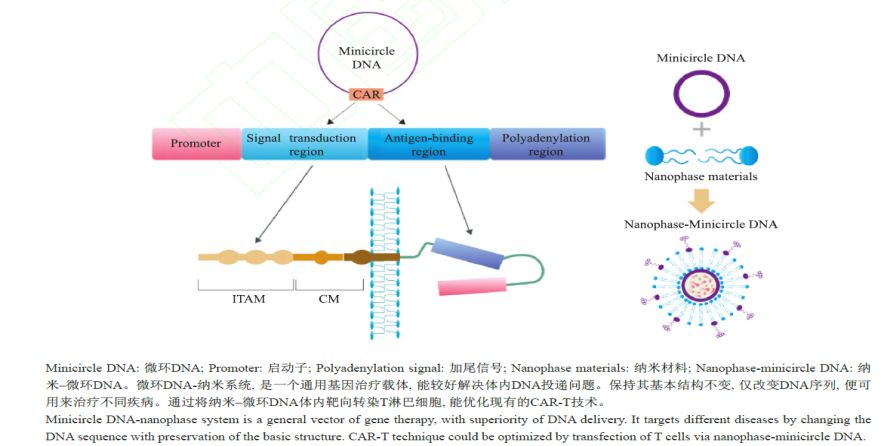 Minicircle
DNA
CAR
Promoter
Signal transduction
region
Antigen-binding
region
Polyadenylation
region
ITAM
CM
Minicircle DNA
+
Nanophase materials
Nanophase-Minicircle DNA
Minicircle DNA: 微环DNA; Promoter: 启动子; Polyadenylation signal: 加尾信号; Nanophase materials: 纳米材料; Nanophase-minicircle DNA: 纳
米–微环DNA。微环DNA-纳米系统, 是一个通用基因治疗载体, 能较好解决体内DNA投递问题。保持其基本结构不变, 仅改变DNA序列, 便可
用来治疗不同疾病。通过将纳米–微环DNA体内靶向转染T淋巴细胞, 能优化现有的CAR-T技术。
Minicircle DNA-nanophase system is a general vector of gene therapy, with superiority of DNA delivery. It targets different diseases by changing the
DNA sequence with preservation of the basic structure. CAR-T technique could be optimized by transfection of T cells via nanophase-minicircle DNA.